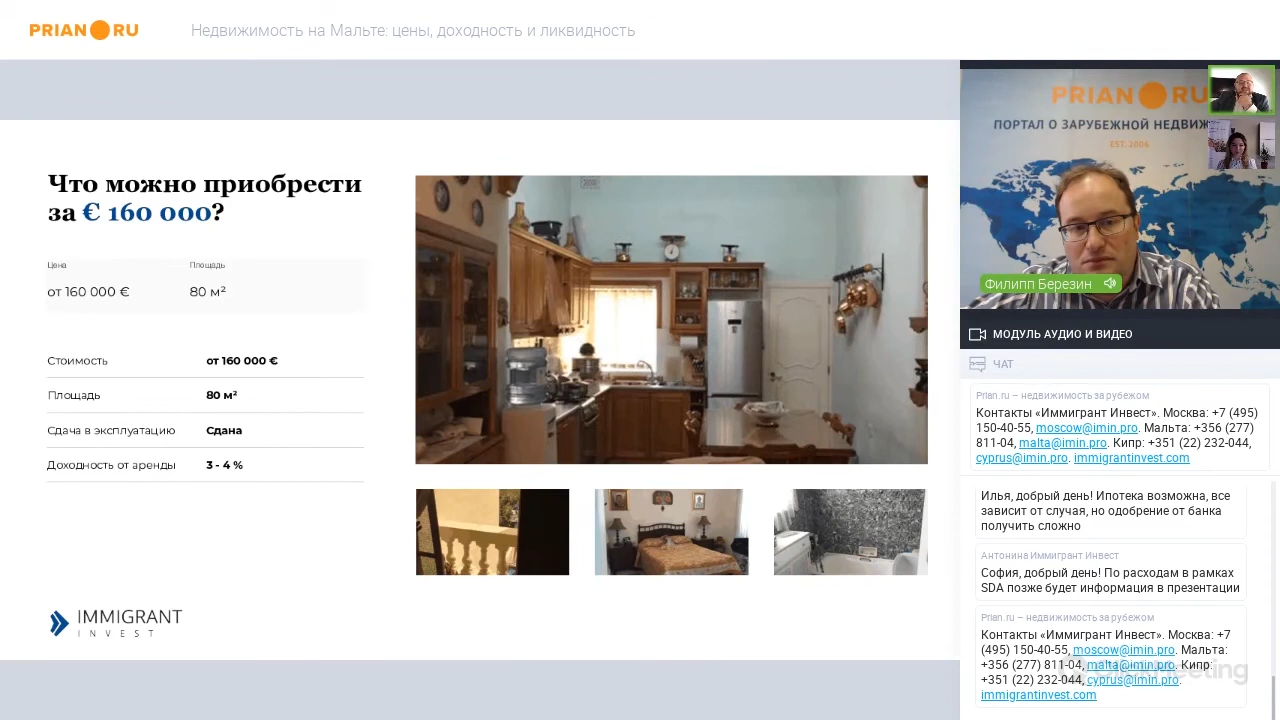 PRIAN RU
Недвижимость на Мальте: цены, доходность и ликвидность
Что можно приобрести
за € 160 000?
Цена
Площадь
от 160 000 €
80 м²
Стоимость
от 160 000 €
Площадь
80 м²
Сдача в эксплуатацию
Сдана
Доходность от аренды
3 - 4 %
IMMIGRANT
INVEST
PRIAN RU
ПОРТАЛ О ЗАРУБЕЖНОЙ
EST. 2006
Филипп Березин
МОДУЛЬ АУДИО И ВИДЕО
ЧАТ
Prian.ru – недвижимость за рубежом
Контакты «Иммигрант Инвест». Москва: +7 (495)
150-40-55, moscow@imin.pro. Мальта: +356 (277)
811-04, malta@imin.pro. Кипр: +351 (22) 232-044,
cyprus@imin.pro. immigrantinvest.com
Илья, добрый день! Ипотека возможна, все
зависит от случая, но одобрение от банка
получить сложно
Антонина Иммигрант Инвест
София, добрый день! По расходам в рамках
SDA позже будет информация в презентации
Prian.ru – недвижимость за рубежом
Контакты «Иммигрант Инвест». Москва: +7
(495) 150-40-55, moscow@imin.pro. Мальта:
+356 (277) 811-04, malta@imin.pro. Кипр:
+351 (22) 232-044, cyprus@imin.pro.
immigrantinvest.com
ClickMeeting